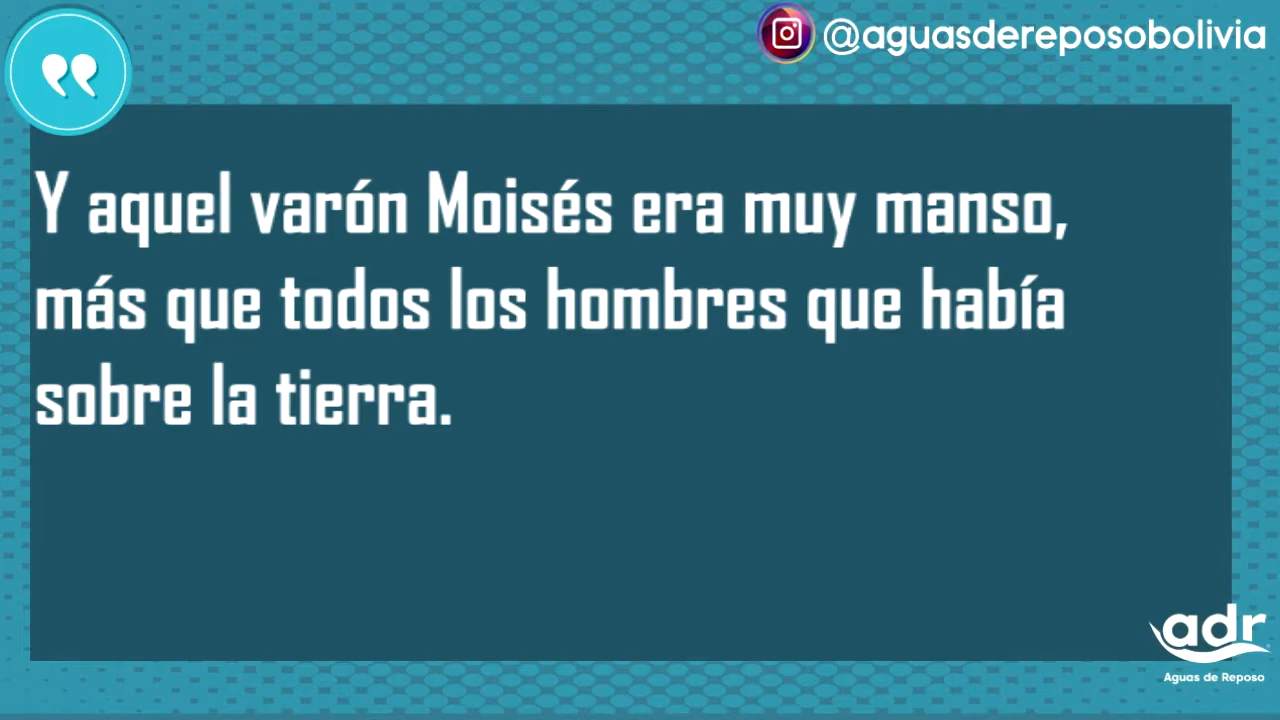 @aguasdereposobolivia
Y aquel varón Moisés era muy manso,
más que todos los hombres que había
sobre la tierra.
adr
Aguas de Reposo